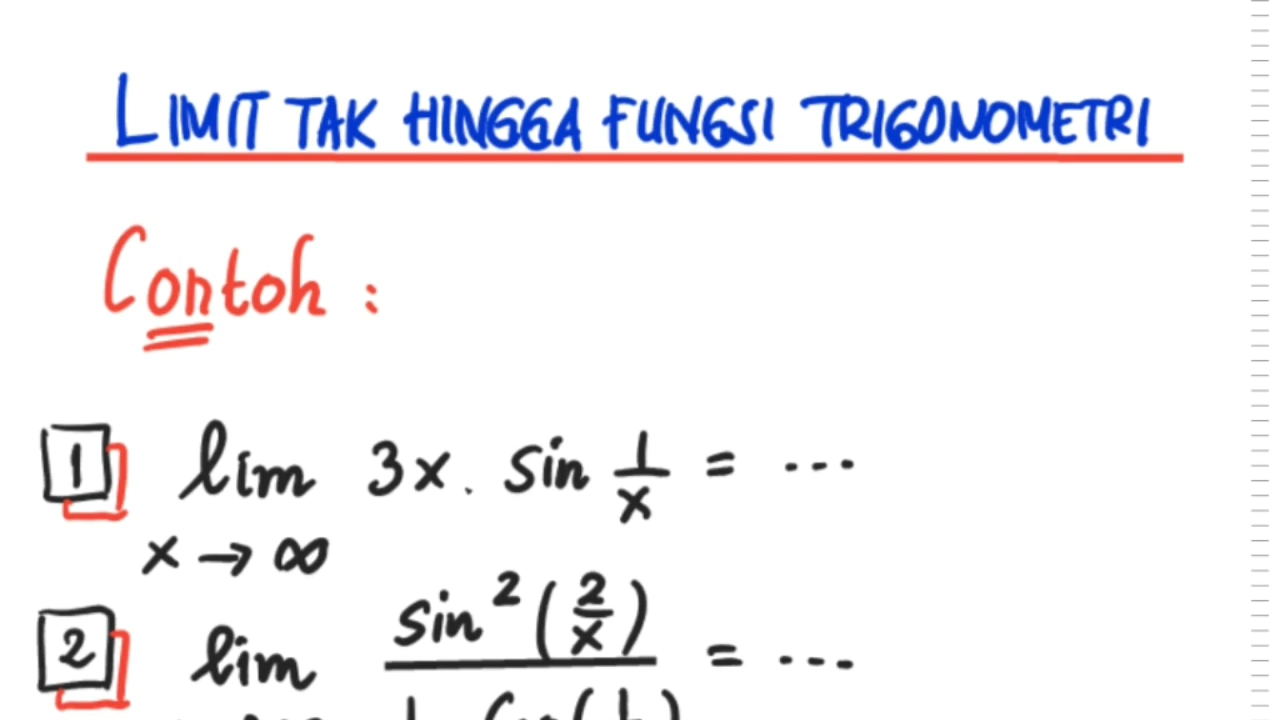 LIMIT TAK HINGGA FUNGSI TRIGONOMETRI
Contoh :
1 lim 3x . sin 1/x = ...
x → ∞
2 lim sin²(2/x) = ...